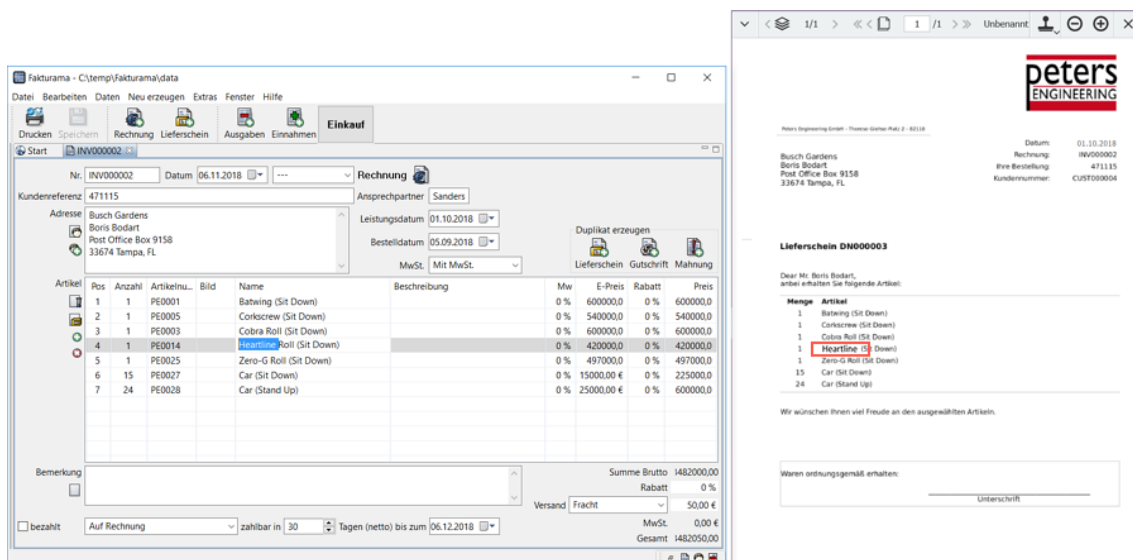 Fakturama - C:\temp\Fakturama\data
Datei Bearbeiten Daten Neu erzeugen Extras Fenster Hilfe
Drucken Speichern Rechnung Lieferschein Ausgaben Einnahmen Einkauf
Start INV000002
Nr. INV000002 Datum 06.11.2018 --- Rechnung
Kundenreferenz 471115 Ansprechpartner Sanders
Adresse Busch Gardens
Boris Bodart
Post Office Box 9158
33674 Tampa, FL
Leistungsdatum 01.10.2018
Bestelldatum 05.09.2018
MwSt. Mit MwSt.
Duplikat erzeugen
Lieferschein Gutschrift Mahnung
Artikel Pos Anzahl Artikelnu... Bild Name Beschreibung Mw E-Preis Rabatt Preis
1 1 PE0001 Batwing (Sit Down) 0 % 600000,0 0 % 600000,0
2 1 PE0005 Corkscrew (Sit Down) 0 % 540000,0 0 % 540000,0
3 1 PE0003 Cobra Roll (Sit Down) 0 % 600000,0 0 % 600000,0
4 1 PE0014 Heartline Roll (Sit Down) 0 % 420000,0 0 % 420000,0
5 1 PE0025 Zero-G Roll (Sit Down) 0 % 497000,0 0 % 497000,0
6 15 PE0027 Car (Sit Down) 0 % 15000,00 € 0 % 225000,0
7 24 PE0028 Car (Stand Up) 0 % 25000,00 € 0 % 600000,0
Bemerkung
Summe Brutto 482000,00
Rabatt 0 %
Versand Fracht 50,00 €
MwSt. 0,00 €
Gesamt 482050,00
bezahlt Auf Rechnung zahlbar in 30 Tagen (netto) bis zum 06.12.2018
1/1 1 /1 Unbenannt
peters
ENGINEERING
Peters Engineering GmbH - Therese-Giehse-Platz 2 - 82118
Busch Gardens
Boris Bodart
Post Office Box 9158
33674 Tampa, FL
Datum: 01.10.2018
Rechnung: INV000002
Ihre Bestellung: 471115
Kundennummer: CUST000004
Lieferschein DN000003
Dear Mr. Boris Bodart,
anbei erhalten Sie folgende Artikel:
Menge Artikel
1 Batwing (Sit Down)
1 Corkscrew (Sit Down)
1 Cobra Roll (Sit Down)
1 Heartline (Sit Down)
1 Zero-G Roll (Sit Down)
15 Car (Sit Down)
24 Car (Stand Up)
Wir wünschen Ihnen viel Freude an den ausgewählten Artikeln.
Waren ordnungsgemäß erhalten:
Unterschrift